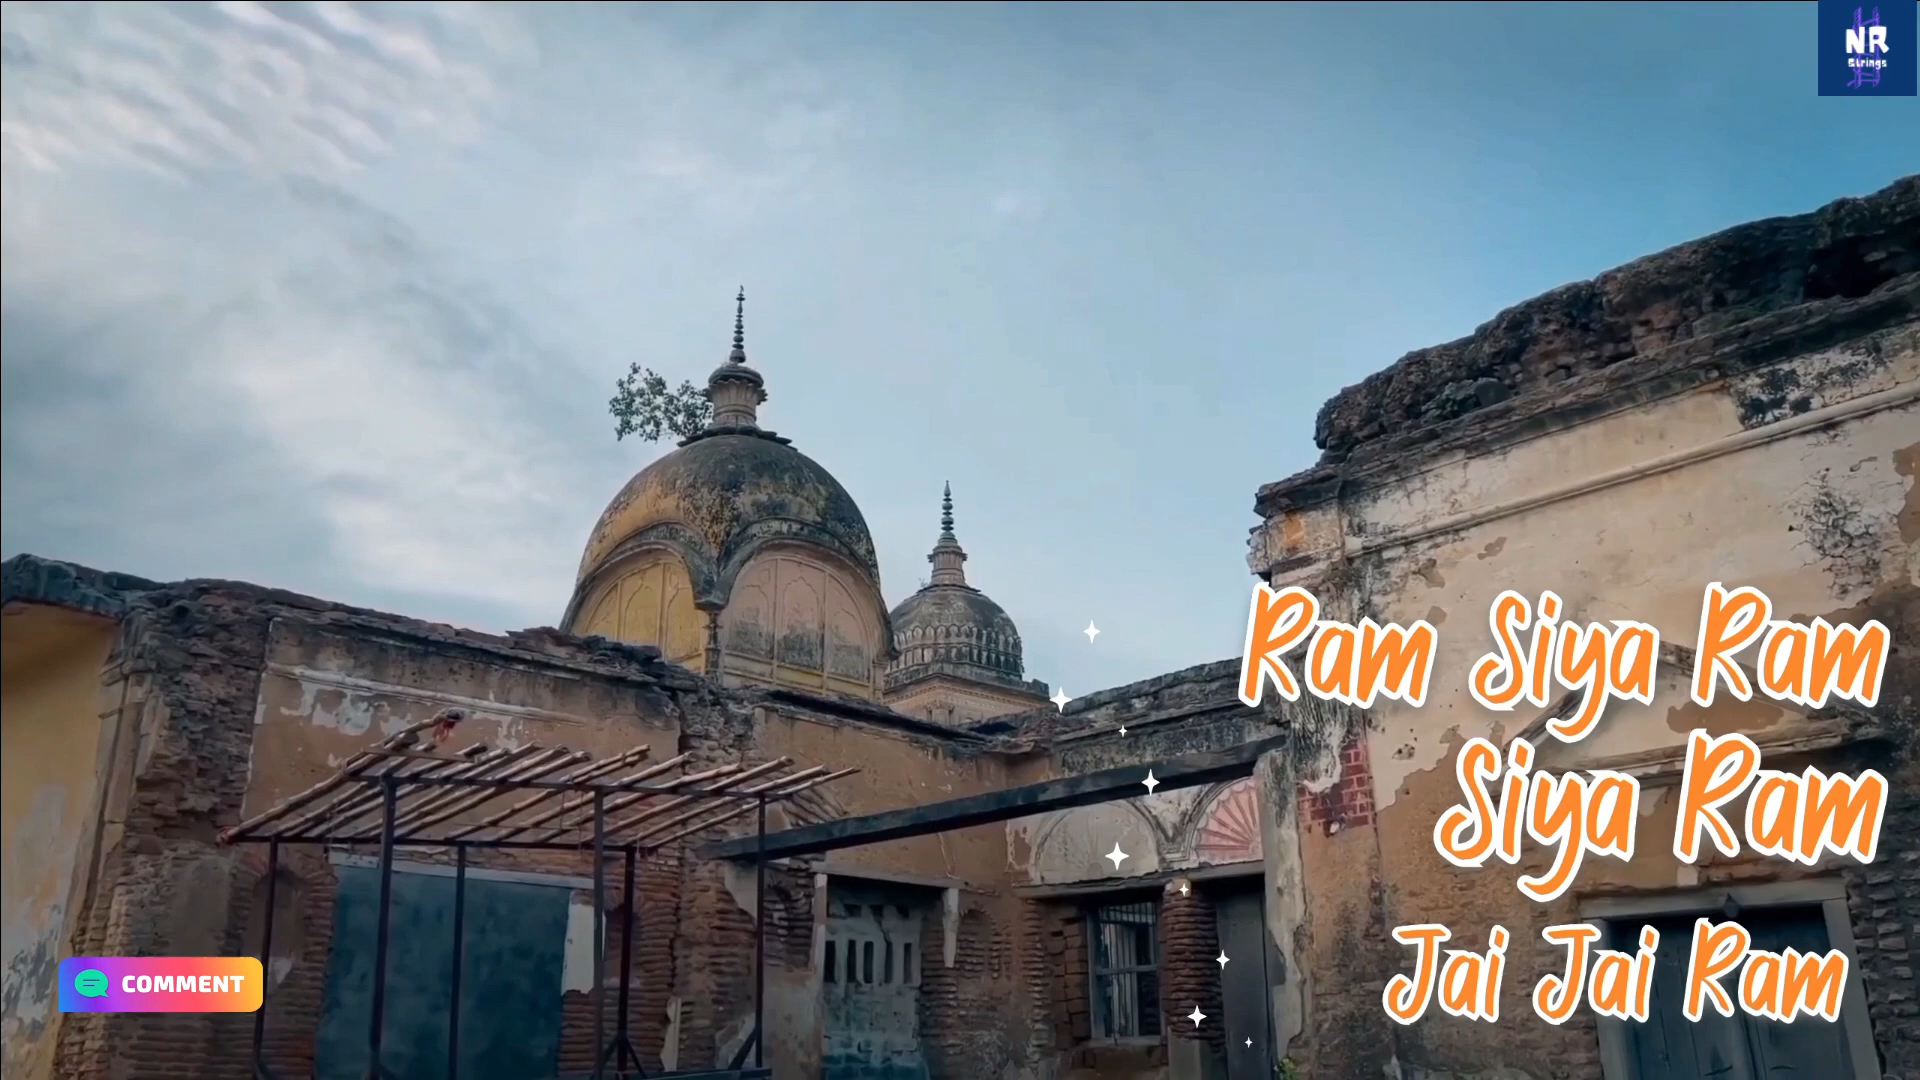 NR
Strings
Ram Siya Ram
Siya Ram
Jai Jai Ram
COMMENT